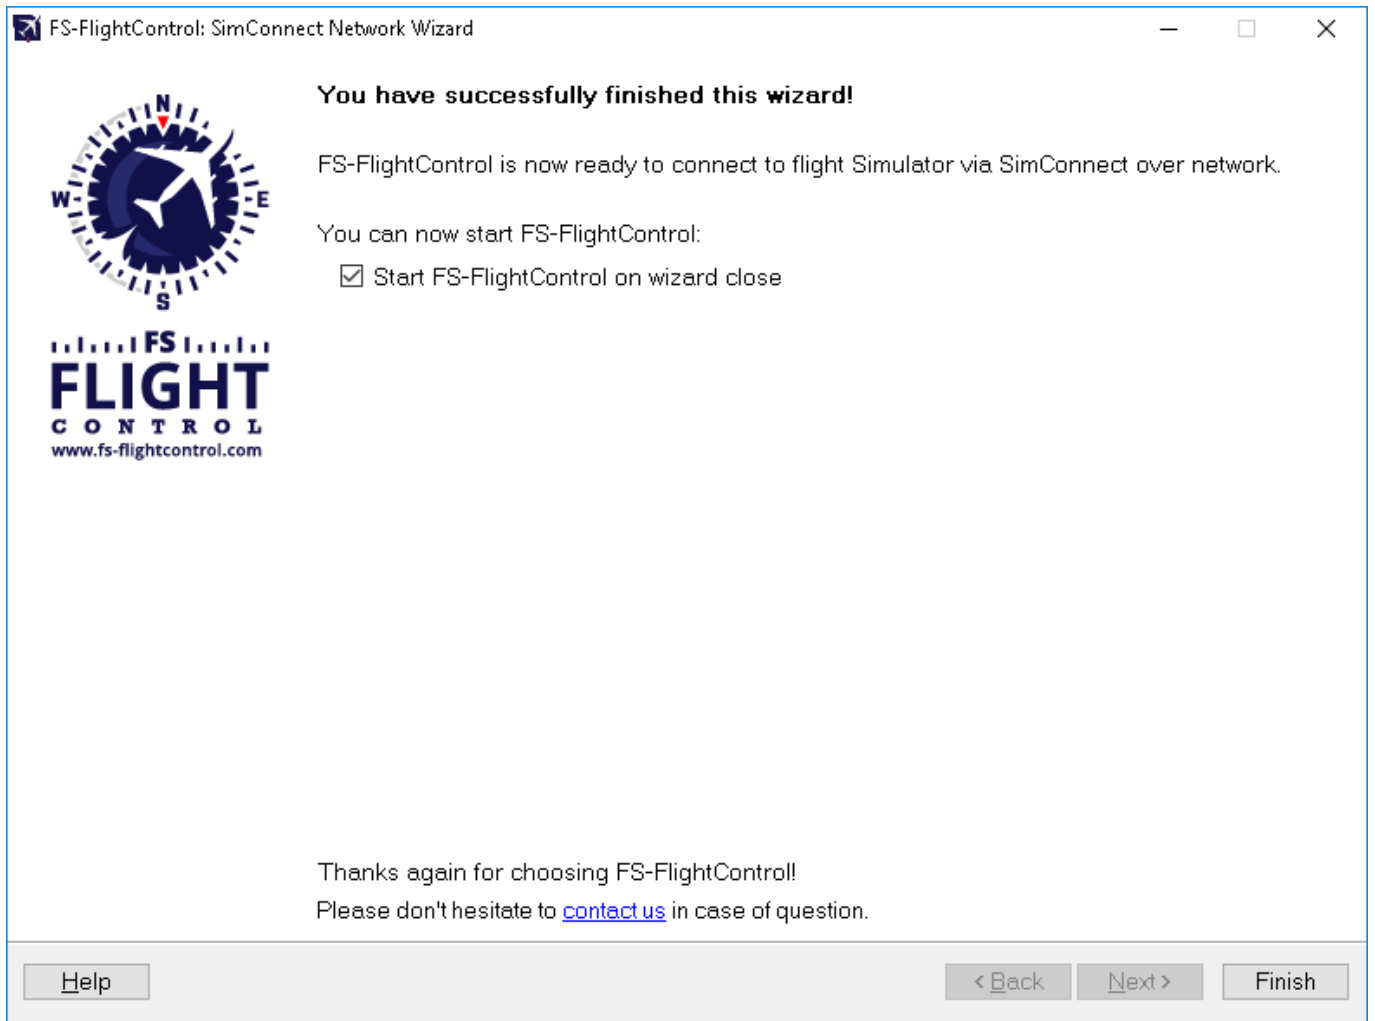 FS-FlightControl: SimConnect Network Wizard
N
W
E
S
FS
FLIGHT
CONTROL
www.fs-flightcontrol.com
You have successfully finished this wizard!
FS-FlightControl is now ready to connect to flight Simulator via SimConnect over network.
You can now start FS-FlightControl:
Start FS-FlightControl on wizard close
Thanks again for choosing FS-FlightControl!
Please don't hesitate to contact us in case of question.
Help
< Back
Next >
Finish